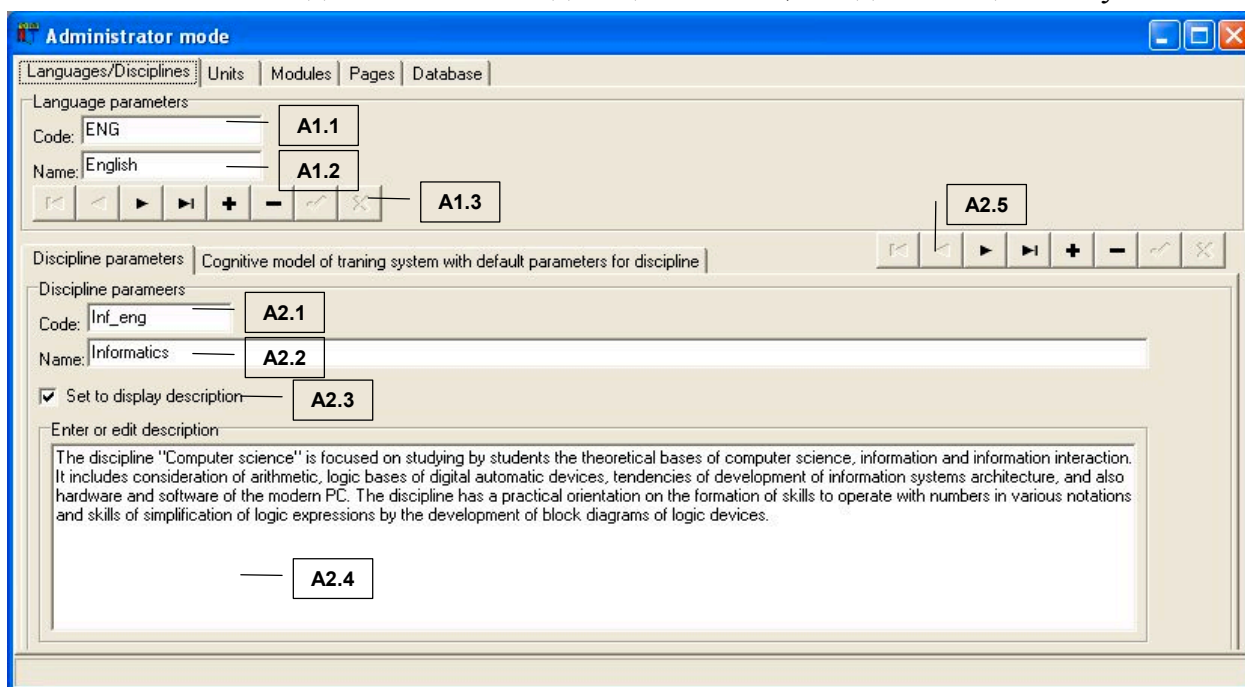 Administrator mode
Languages/Disciplines Units Modules Pages Database
Language parameters
Code: ENG A1.1
Name: English A1.2
A1.3
A2.5
Discipline parameters Cognitive model of traning system with default parameters for discipline
Discipline parameers
Code: Inf_eng A2.1
Name: Informatics A2.2
Set to display description A2.3
Enter or edit description
The discipline "Computer science" is focused on studying by students the theoretical bases of computer science, information and information interaction.
It includes consideration of arithmetic, logic bases of digital automatic devices, tendencies of development of information systems architecture, and also
hardware and software of the modern PC. The discipline has a practical orientation on the formation of skills to operate with numbers in various notations
and skills of simplification of logic expressions by the development of block diagrams of logic devices.
A2.4